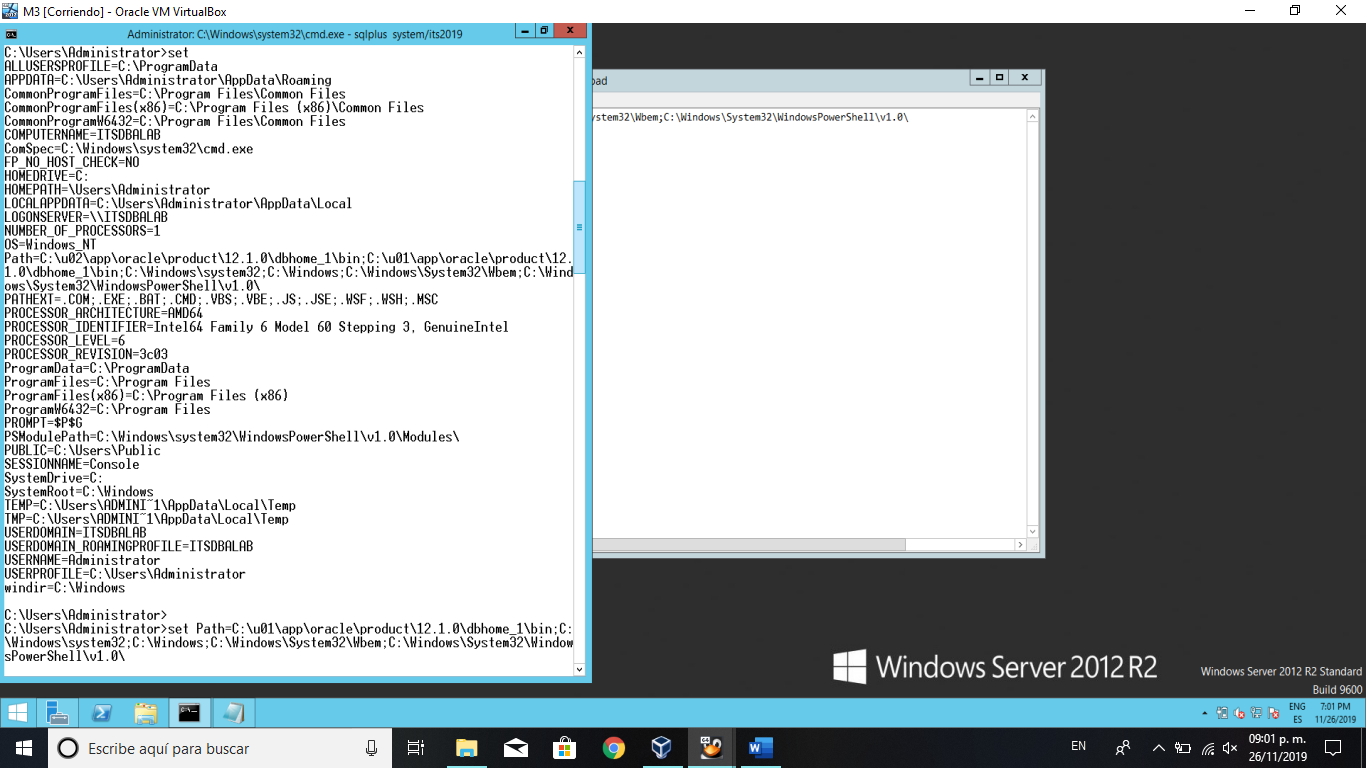 M3 [Corriendo] - Oracle VM VirtualBox
Administrator: C:\Windows\system32\cmd.exe - sqlplus  system/its2019
C:\Users\Administrator>set
ALLUSERSPROFILE=C:\ProgramData
APPDATA=C:\Users\Administrator\AppData\Roaming
CommonProgramFiles=C:\Program Files\Common Files
CommonProgramFiles(x86)=C:\Program Files (x86)\Common Files
CommonProgramW6432=C:\Program Files\Common Files
COMPUTERNAME=ITSDBALAB
ComSpec=C:\Windows\system32\cmd.exe
FP_NO_HOST_CHECK=NO
HOMEDRIVE=C:
HOMEPATH=\Users\Administrator
LOCALAPPDATA=C:\Users\Administrator\AppData\Local
LOGONSERVER=\\ITSDBALAB
NUMBER_OF_PROCESSORS=1
OS=Windows_NT
Path=C:\u02\app\oracle\product\12.1.0\dbhome_1\bin;C:\u01\app\oracle\product\12.
1.0\dbhome_1\bin;C:\Windows\system32;C:\Windows;C:\Windows\System32\Wbem;C:\Wind
ows\System32\WindowsPowerShell\v1.0\
PATHEXT=.COM;.EXE;.BAT;.CMD;.VBS;.VBE;.JS;.JSE;.WSF;.WSH;.MSC
PROCESSOR_ARCHITECTURE=AMD64
PROCESSOR_IDENTIFIER=Intel64 Family 6 Model 60 Stepping 3, GenuineIntel
PROCESSOR_LEVEL=6
PROCESSOR_REVISION=3c03
ProgramData=C:\ProgramData
ProgramFiles=C:\Program Files
ProgramFiles(x86)=C:\Program Files (x86)
ProgramW6432=C:\Program Files
PROMPT=$P$G
PSModulePath=C:\Windows\system32\WindowsPowerShell\v1.0\Modules\
PUBLIC=C:\Users\Public
SESSIONNAME=Console
SystemDrive=C:
SystemRoot=C:\Windows
TEMP=C:\Users\ADMINI~1\AppData\Local\Temp
TMP=C:\Users\ADMINI~1\AppData\Local\Temp
USERDOMAIN=ITSDBALAB
USERDOMAIN_ROAMINGPROFILE=ITSDBALAB
USERNAME=Administrator
USERPROFILE=C:\Users\Administrator
windir=C:\Windows
C:\Users\Administrator>
C:\Users\Administrator>set Path=C:\u01\app\oracle\product\12.1.0\dbhome_1\bin;C:
\Windows\system32;C:\Windows;C:\Windows\System32\Wbem;C:\Windows\System32\Window
sPowerShell\v1.0\
pad
ystem32\Wbem;C:\Windows\System32\WindowsPowerShell\v1.0\
Windows Server 2012 R2
Windows Server 2012 R2 Standard
Build 9600
ENG
ES
7:01 PM
11/26/2019
Escribe aquí para buscar
EN
09:01 p. m.
26/11/2019